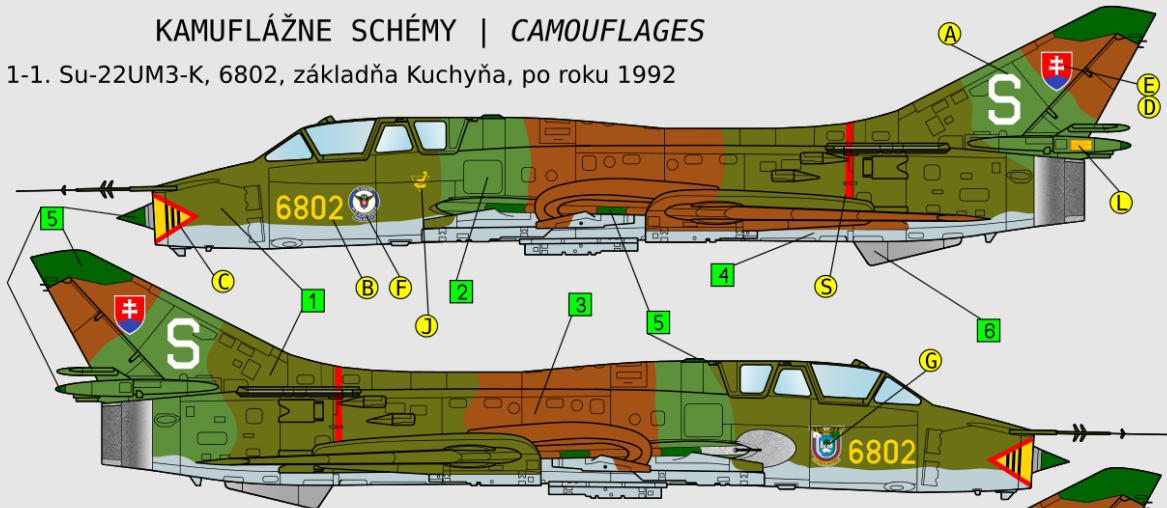 KAMUFLÁŽNE SCHÉMY | CAMOUFLAGES
1-1. Su-22UM3-K, 6802, základňa Kuchyňa, po roku 1992
A
S
E
D
6802
L
5
C
1
B
F
J
2
3
5
4
S
6
S
G
6802